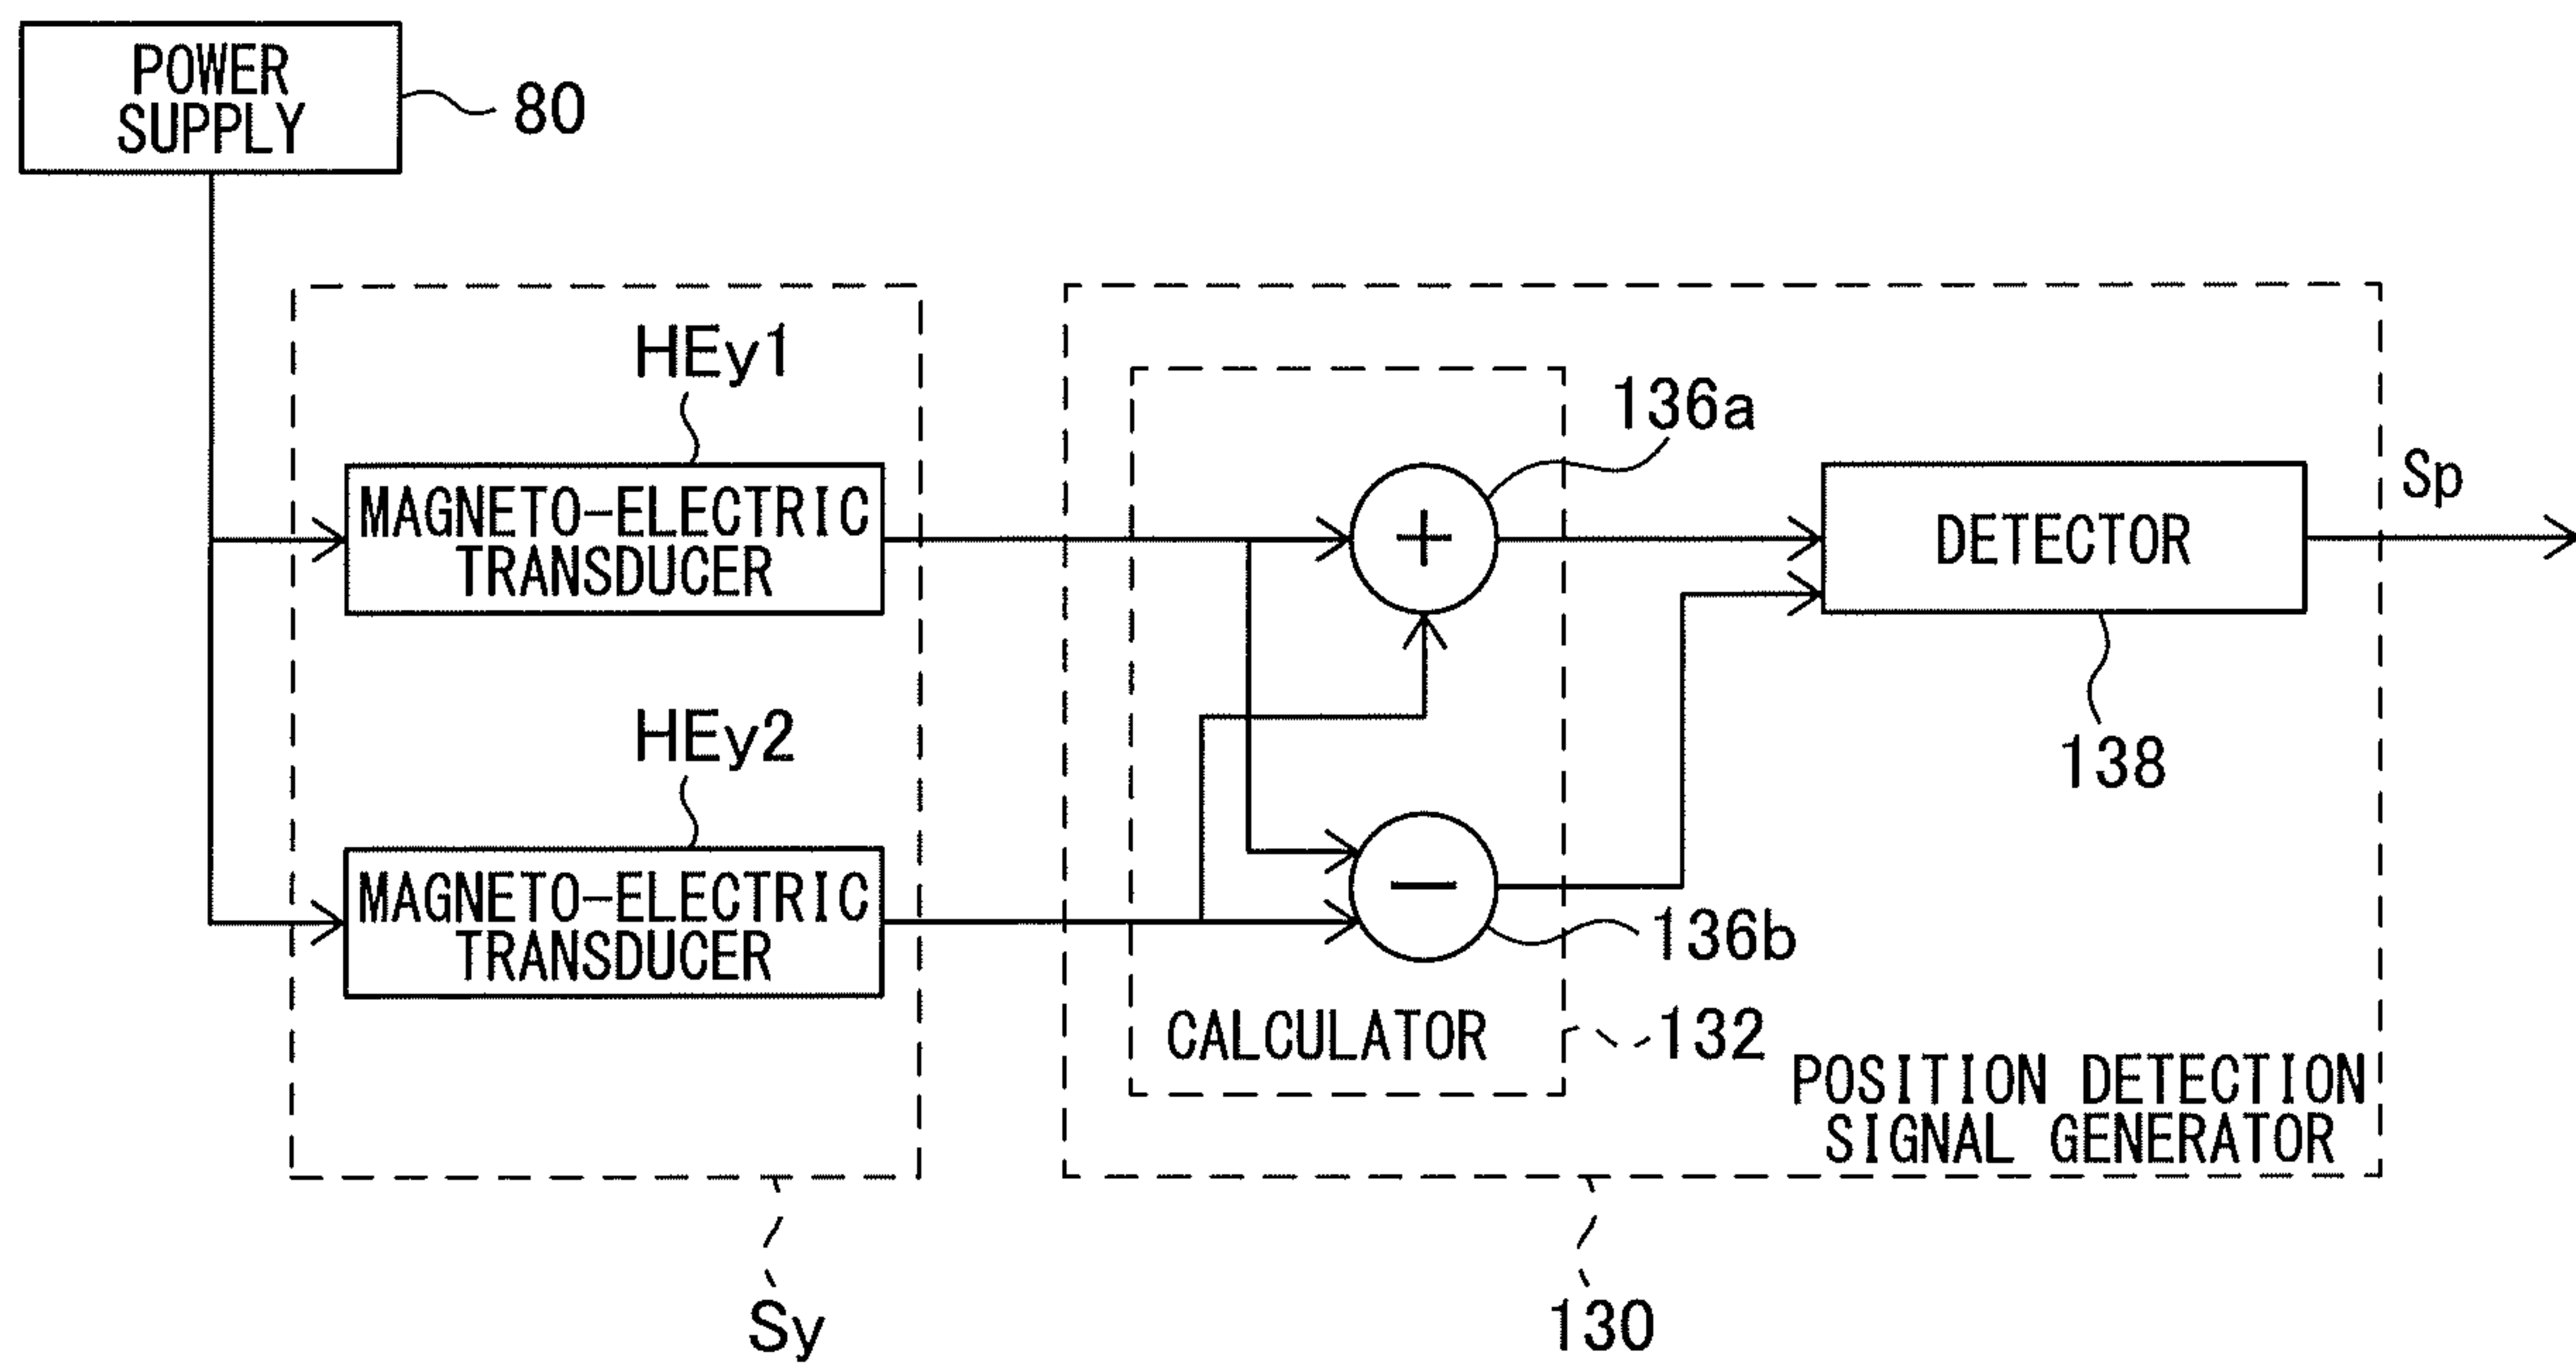 POWER
SUPPLY
80
HEy1
MAGNETO-ELECTRIC
TRANSDUCER
HEy2
MAGNETO-ELECTRIC
TRANSDUCER
Sy
136a
+
−
136b
CALCULATOR
132
DETECTOR
138
Sp
POSITION DETECTION
SIGNAL GENERATOR
130